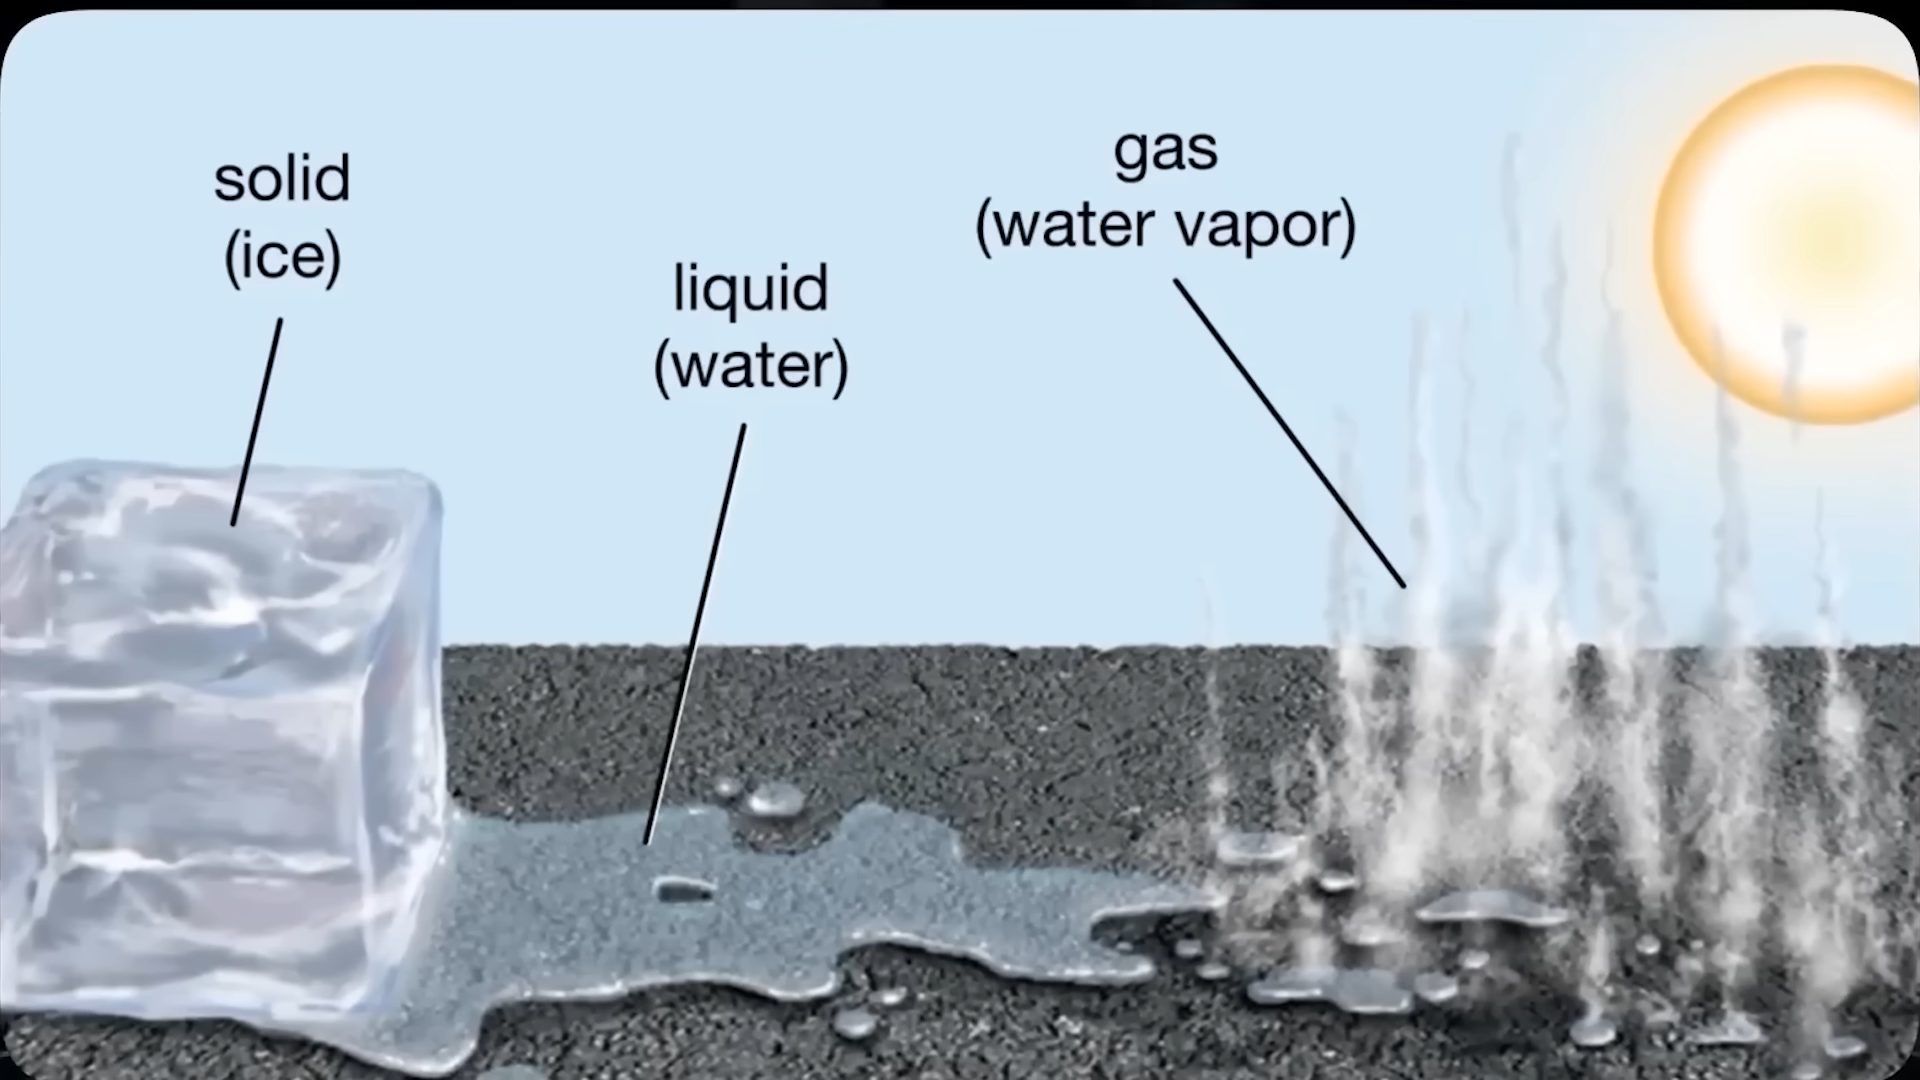 solid
(ice)
liquid
(water)
gas
(water vapor)